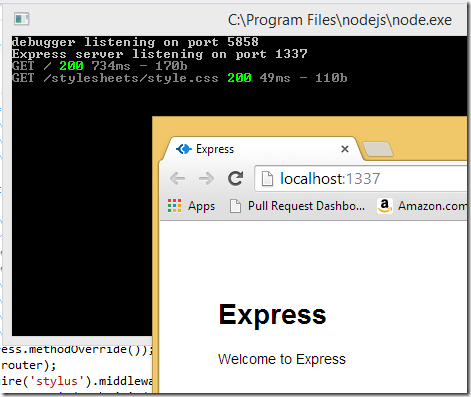 C:\Program Files\nodejs\node.exe
debugger listening on port 5858
Express server listening on port 1337
GET / 200 734ms - 170b
GET /stylesheets/style.css 200 49ms - 110b
Express
localhost:1337
Apps Pull Request Dashbo... Amazon.com
Express
Welcome to Express
ess.methodOverride());
router);
ire('stylus').middlewa